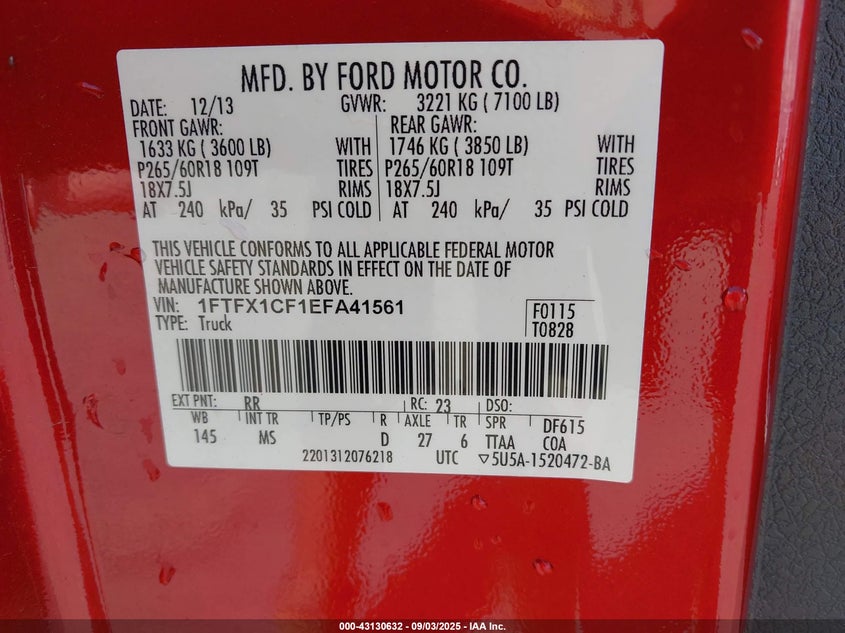 MFD. BY FORD MOTOR CO.
DATE: 12/13 GVWR: 3221 KG ( 7100 LB)
FRONT GAWR: REAR GAWR:
1633 KG ( 3600 LB) WITH 1746 KG ( 3850 LB) WITH
P265/60R18 109T TIRES P265/60R18 109T TIRES
18X7.5J RIMS 18X7.5J RIMS
AT 240 kPa/ 35 PSI COLD AT 240 kPa/ 35 PSI COLD
THIS VEHICLE CONFORMS TO ALL APPLICABLE FEDERAL MOTOR
VEHICLE SAFETY STANDARDS IN EFFECT ON THE DATE OF
MANUFACTURE SHOWN ABOVE.
VIN: 1FTFX1CF1EFA41561 F0115
TYPE: Truck T0828
EXT PNT: RR RC: 23 DSO:
WB INT TR TP/PS R AXLE TR SPR DF615
145 MS D 27 6 TTAA COA
2201312076218 UTC ▽5U5A-1520472-BA
000-43130632 - 09/03/2025 - IAA Inc.